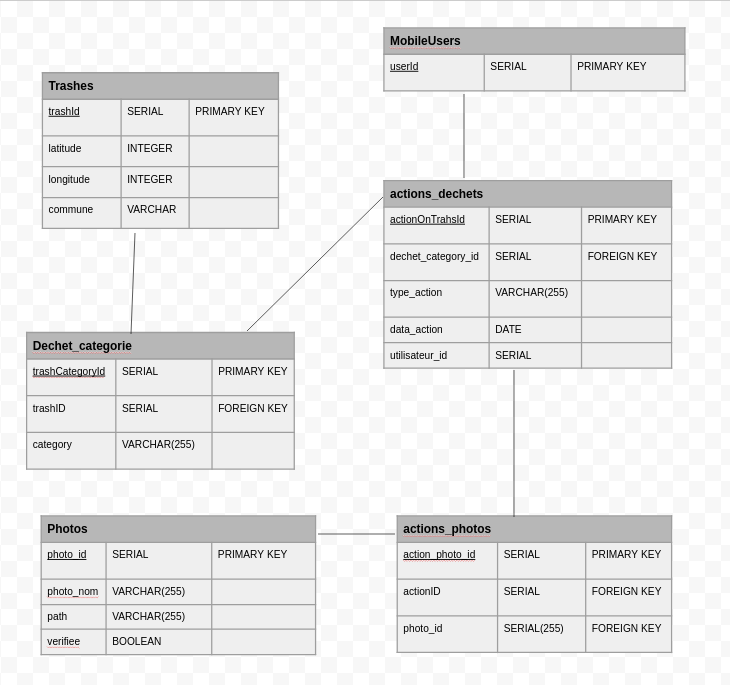 MobileUsers
userId SERIAL PRIMARY KEY
Trashes
trashId SERIAL PRIMARY KEY
latitude INTEGER
longitude INTEGER
commune VARCHAR
actions_dechets
actionOnTrahsId SERIAL PRIMARY KEY
dechet_category_id SERIAL FOREIGN KEY
type_action VARCHAR(255)
data_action DATE
utilisateur_id SERIAL
Dechet_categorie
trashCategoryId SERIAL PRIMARY KEY
trashID SERIAL FOREIGN KEY
category VARCHAR(255)
Photos
photo_id SERIAL PRIMARY KEY
photo_nom VARCHAR(255)
path VARCHAR(255)
verifiee BOOLEAN
actions_photos
action_photo_id SERIAL PRIMARY KEY
actionID SERIAL FOREIGN KEY
photo_id SERIAL(255) FOREIGN KEY